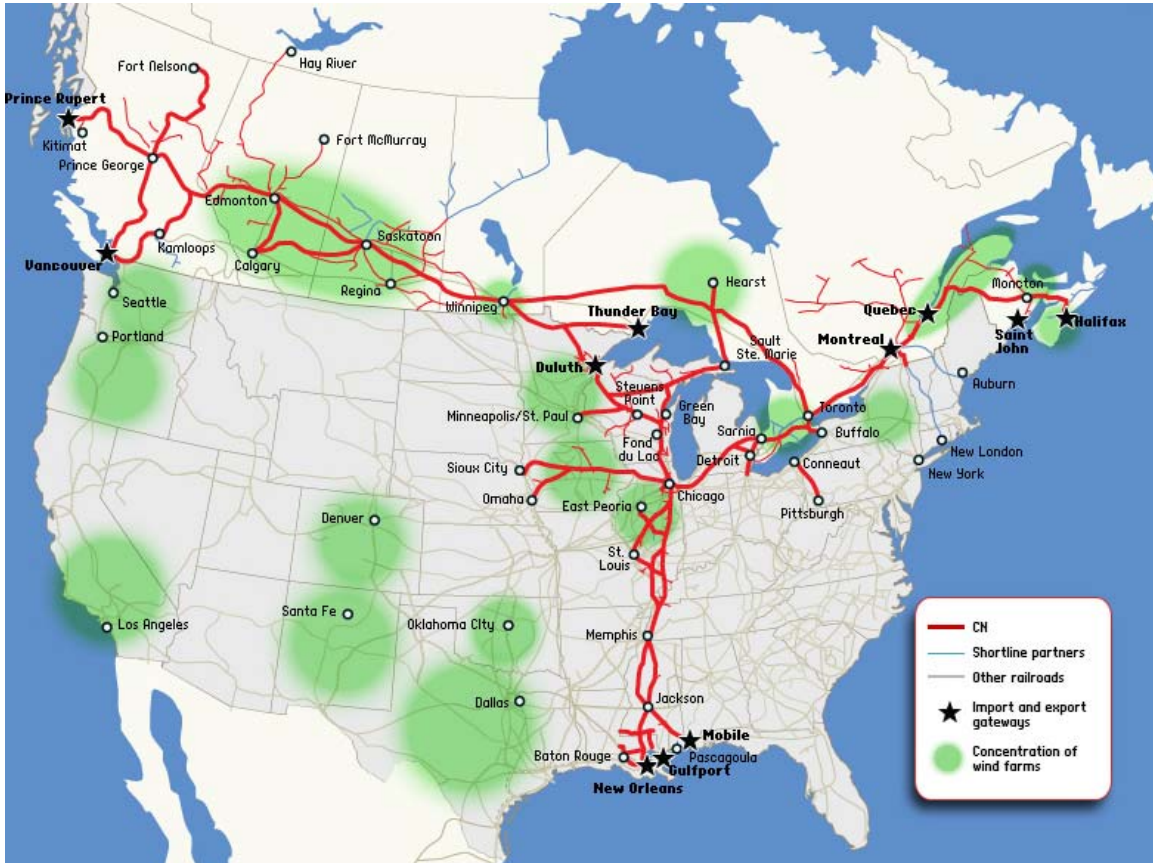 Hay River
Fort Nelson
Prince Rupert
Kitimat
Fort McMurray
Prince George
Edmonton
Kamloops
Saskatoon
Vancouver
Calgary
Regina
Winnipeg
Seattle
Portland
Hearst
Thunder Bay
Quebec
Moncton
Saint
John
Halifax
Montreal
Sault
Ste. Marie
Duluth
Stevens
Point
Auburn
Minneapolis/St. Paul
Green
Bay
Toronto
Sarnia
Buffalo
Fond
du Lac
Detroit
Conneaut
New London
New York
Sioux City
Omaha
Chicago
East Peoria
Pittsburgh
Denver
St.
Louis
Santa Fe
Los Angeles
Oklahoma CIty
Memphis
Dallas
Jackson
Mobile
Baton Rouge
Pascagoula
Gulfport
New Orleans
CN
Shortline partners
Other railroads
Import and export
gateways
Concentration of
wind farms